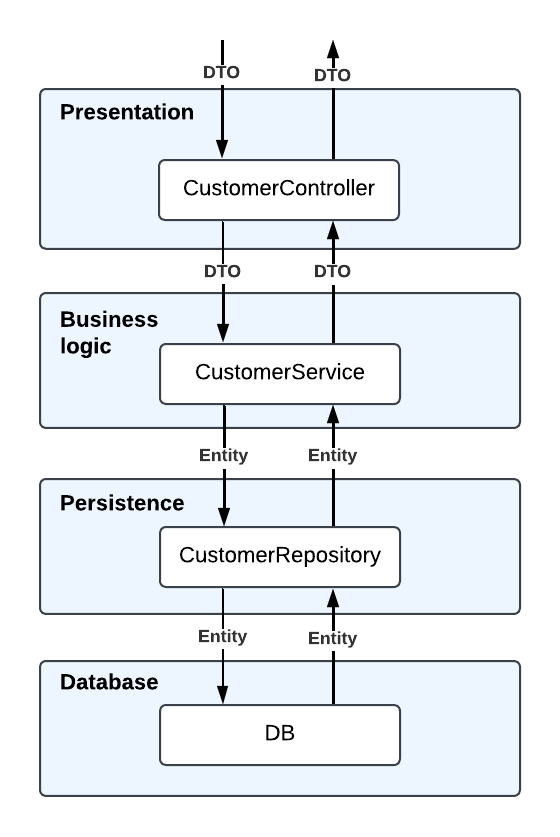 DTO
DTO
Presentation
CustomerController
DTO
DTO
Business
logic
CustomerService
Entity
Entity
Persistence
CustomerRepository
Entity
Entity
Database
DB